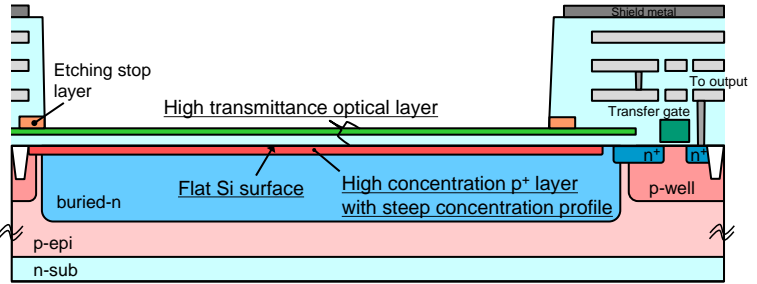 Shield metal
Etching stop
layer
To output
High transmittance optical layer
Transfer gate
n⁺
n⁺
Flat Si surface
High concentration p⁺ layer
with steep concentration profile
buried-n
p-well
p-epi
n-sub